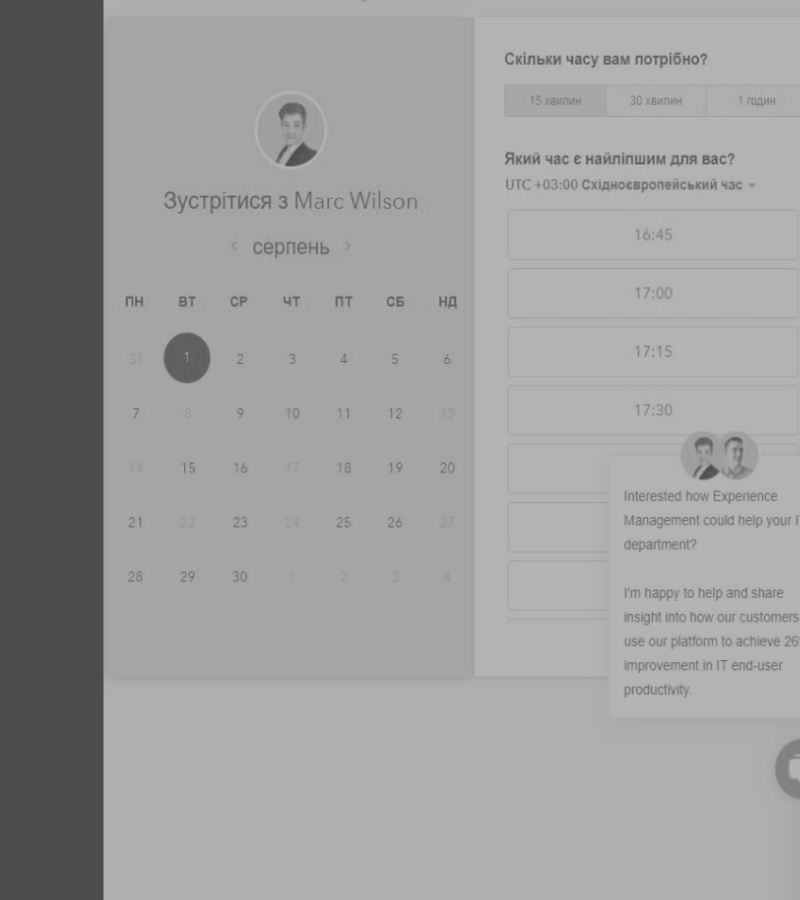 Зустрітися з Marc Wilson
серпень
ПН ВТ СР ЧТ ПТ СБ НД
31 1 2 3 4 5 6
7 8 9 10 11 12 13
14 15 16 17 18 19 20
21 22 23 24 25 26 27
28 29 30 1 2 3 4
Скільки часу вам потрібно?
15 хвилин 30 хвилин 1 годин
Який час є найліпшим для вас?
UTC +03:00 Східноєвропейський час
16:45
17:00
17:15
17:30
Interested how Experience
Management could help your
department?
I'm happy to help and share
insight into how our customers
use our platform to achieve
improvement in IT end-user
productivity.